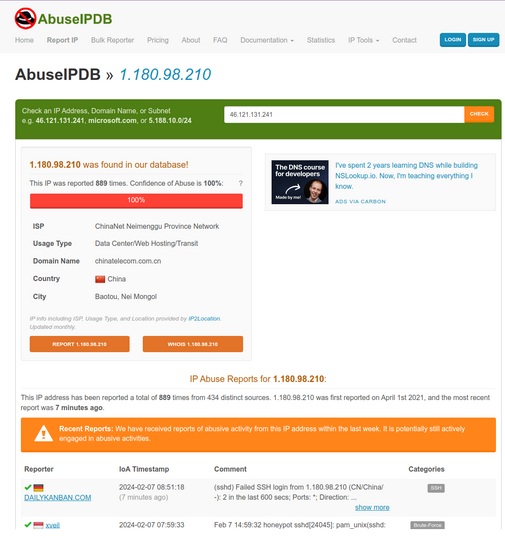 AbuseIPDB
Home Report IP Bulk Reporter Pricing About FAQ Documentation Statistics IP Tools Contact LOGIN SIGN UP
AbuseIPDB » 1.180.98.210
Check an IP Address, Domain Name, or Subnet
e.g. 46.121.131.241, microsoft.com, or 5.188.10.0/24
46.121.131.241 CHECK
1.180.98.210 was found in our database!
This IP was reported 889 times. Confidence of Abuse is 100%: ?
100%
ISP ChinaNet Neimenggu Province Network
Usage Type Data Center/Web Hosting/Transit
Domain Name chinatelecom.com.cn
Country China
City Baotou, Nei Mongol
IP info including ISP, Usage Type, and Location provided by IP2Location.
Updated monthly.
REPORT 1.180.98.210 WHOIS 1.180.98.210
The DNS course
for developers
Made by me!
I've spent 2 years learning DNS while building
NSLookup.io. Now, I'm teaching everything I
know.
ADS VIA CARBON
IP Abuse Reports for 1.180.98.210:
This IP address has been reported a total of 889 times from 434 distinct sources. 1.180.98.210 was first reported on April 1st 2021, and the most recent
report was 7 minutes ago.
Recent Reports: We have received reports of abusive activity from this IP address within the last week. It is potentially still actively
engaged in abusive activities.
Reporter IoA Timestamp Comment Categories
DAILYKANBAN.COM
2024-02-07 08:51:18
(7 minutes ago)
(sshd) Failed SSH login from 1.180.98.210 (CN/China/
-): 2 in the last 600 secs; Ports: *; Direction: ...
show more
SSH
xveil 2024-02-07 07:59:33 Feb 7 14:59:32 honeypot sshd[24045]: pam_unix(sshd: Brute-Force